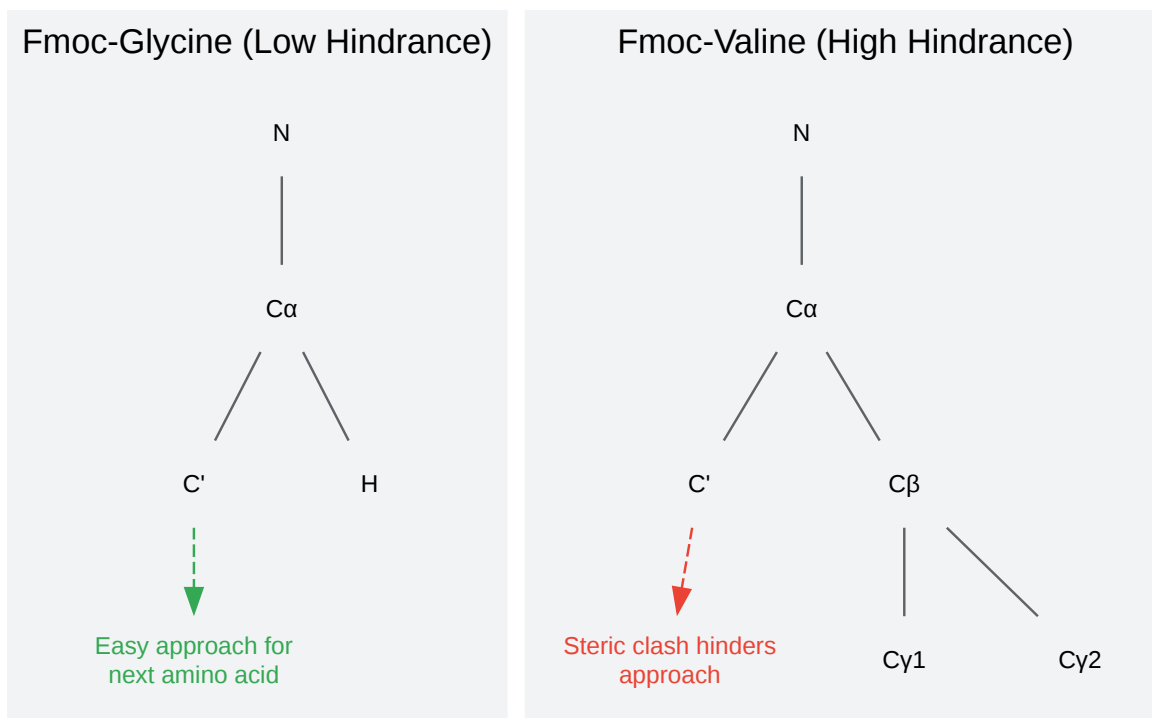 Fmoc-Glycine (Low Hindrance)
N
Cα
C'
H
Easy approach for
next amino acid
Fmoc-Valine (High Hindrance)
N
Cα
C'
Cβ
Steric clash hinders
approach
Cγ1
Cγ2